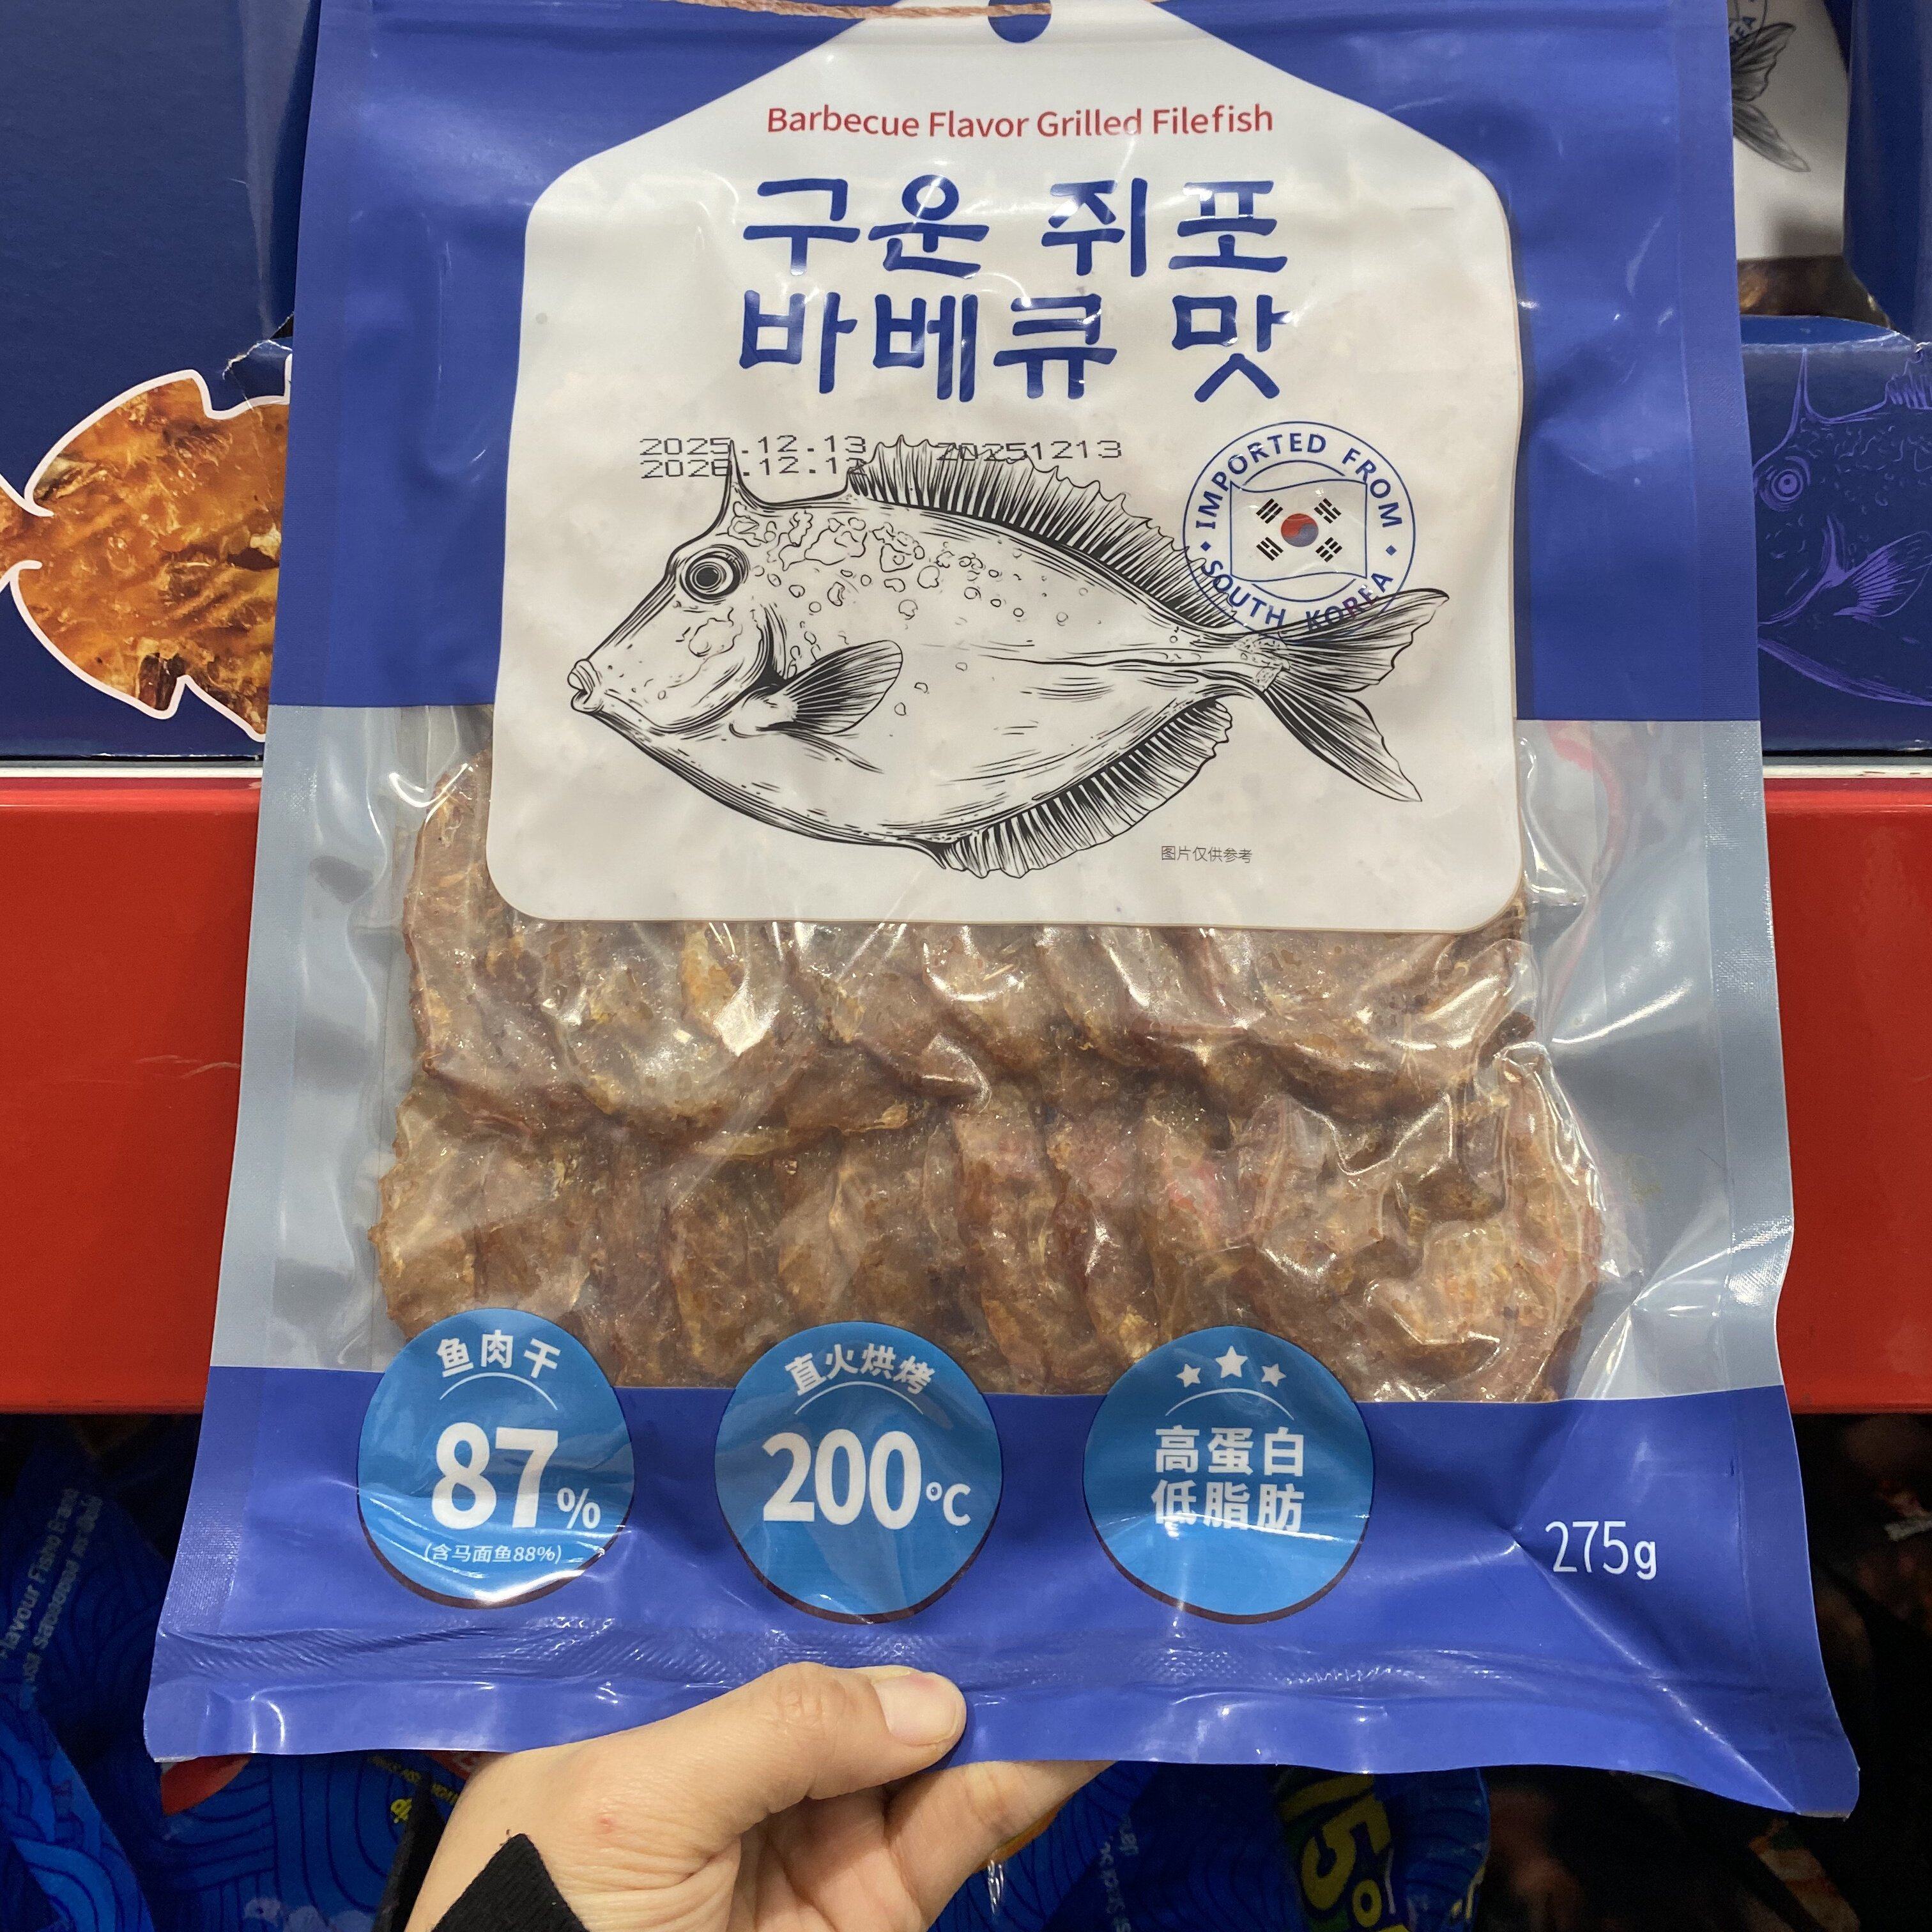 Barbecue Flavor Grilled Filefish
구운 쥐포
바베큐 맛
2025.12.13 20251213
2026.12.12
IMPORTED FROM
SOUTH KOREA
图片仅供参考
鱼肉干
87%
(含马面鱼88%)
直火烘烤
200℃
高蛋白
低脂肪
275g